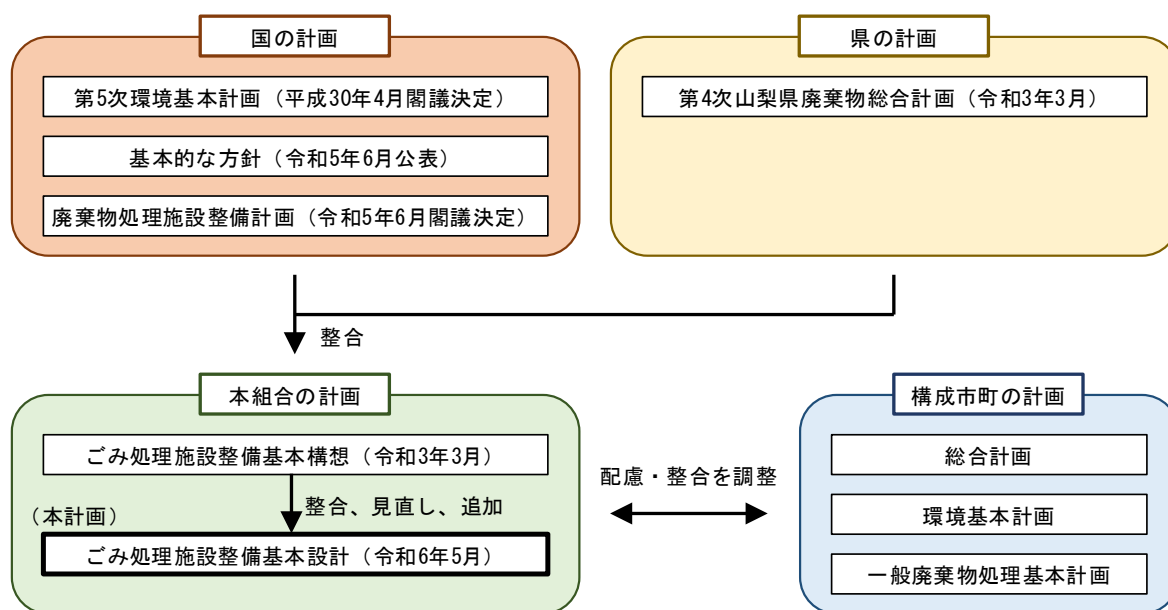 国の計画
第5次環境基本計画（平成30年4月閣議決定）
基本的な方針（令和5年6月公表）
廃棄物処理施設整備計画（令和5年6月閣議決定）
県の計画
第4次山梨県廃棄物総合計画（令和3年3月）
整合
本組合の計画
ごみ処理施設整備基本構想（令和3年3月）
整合、見直し、追加
（本計画）
ごみ処理施設整備基本設計（令和6年5月）
配慮・整合を調整
構成市町の計画
総合計画
環境基本計画
一般廃棄物処理基本計画